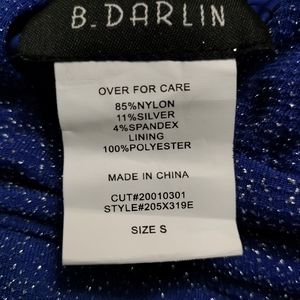 B. DARLIN
OVER FOR CARE
85%NYLON
11%SILVER
4%SPANDEX
LINING
100%POLYESTER
MADE IN CHINA
CUT#20010301
STYLE#205X319E
SIZE S